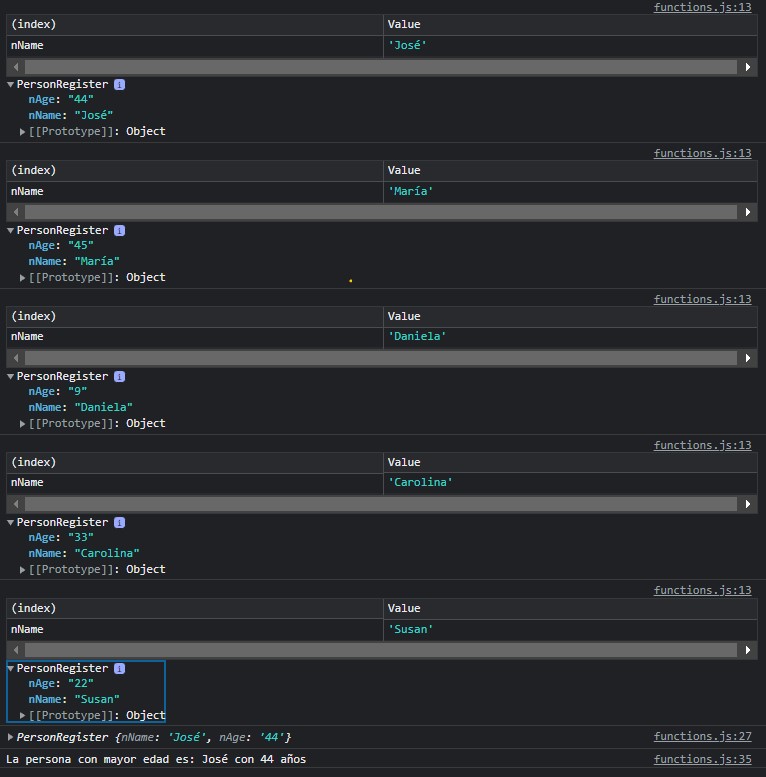 functions.js:13
(index) Value
nName 'José'
PersonRegister i
nAge: "44"
nName: "José"
[[Prototype]]: Object
functions.js:13
(index) Value
nName 'María'
PersonRegister i
nAge: "45"
nName: "María"
[[Prototype]]: Object
functions.js:13
(index) Value
nName 'Daniela'
PersonRegister i
nAge: "9"
nName: "Daniela"
[[Prototype]]: Object
functions.js:13
(index) Value
nName 'Carolina'
PersonRegister i
nAge: "33"
nName: "Carolina"
[[Prototype]]: Object
functions.js:13
(index) Value
nName 'Susan'
PersonRegister i
nAge: "22"
nName: "Susan"
[[Prototype]]: Object
PersonRegister {nName: 'José', nAge: '44'} functions.js:27
La persona con mayor edad es: José con 44 años functions.js:35